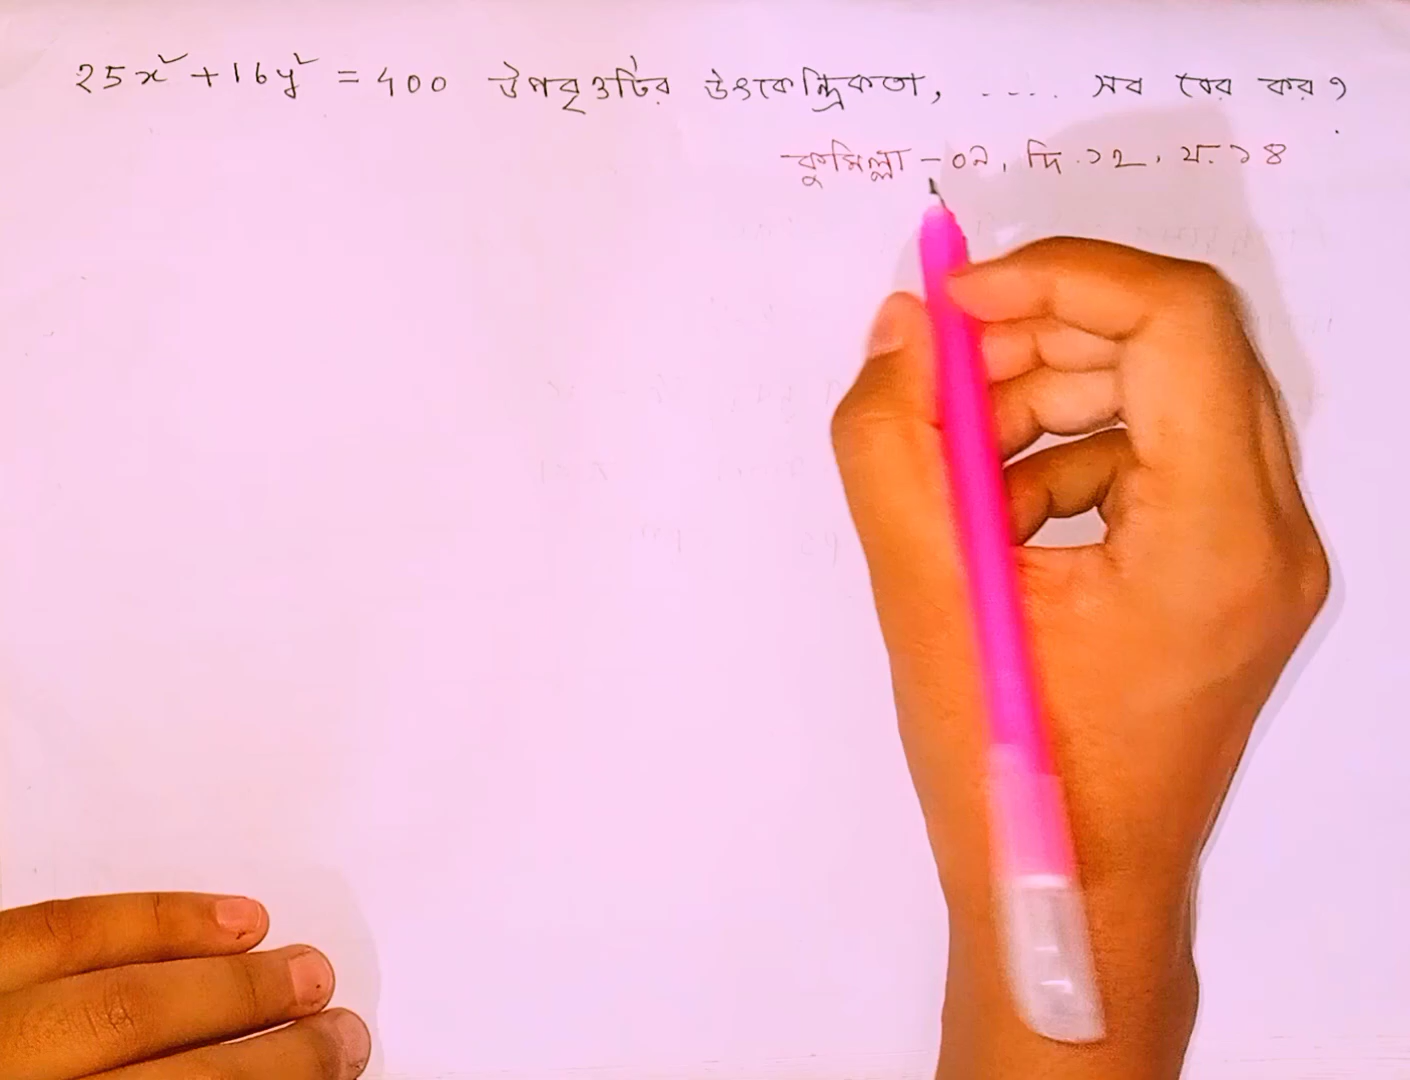 25x² + 16y² = 400 উপবৃত্তটির উৎকেন্দ্রিকতা, .... সব বের কর?
কুমিল্লা - ০৯, দি. ১২, য. ১৪